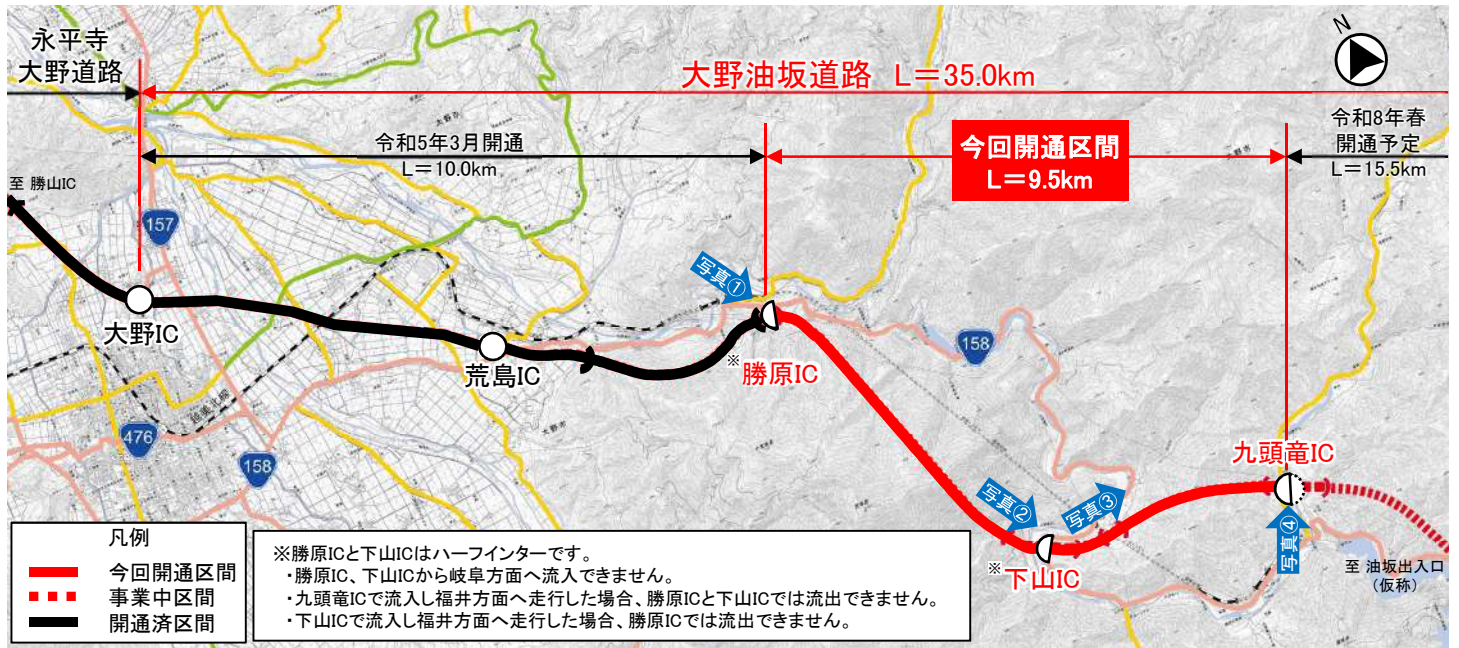 永平寺
大野道路
大野油坂道路 L＝35.0km
N
令和5年3月開通
L＝10.0km
今回開通区間
L＝9.5km
令和8年春
開通予定
L＝15.5km
至 勝山IC
157
大野市
写真①
大野IC
荒島IC
※勝原IC
158
越美北線
476
158
大野市
九頭竜IC
写真②
写真③
※下山IC
写真④
至 油坂出入口
（仮称）
凡例
今回開通区間
事業中区間
開通済区間
※勝原ICと下山ICはハーフインターです。
・勝原IC、下山ICから岐阜方面へ流入できません。
・九頭竜ICで流入し福井方面へ走行した場合、勝原ICと下山ICでは流出できません。
・下山ICで流入し福井方面へ走行した場合、勝原ICでは流出できません。